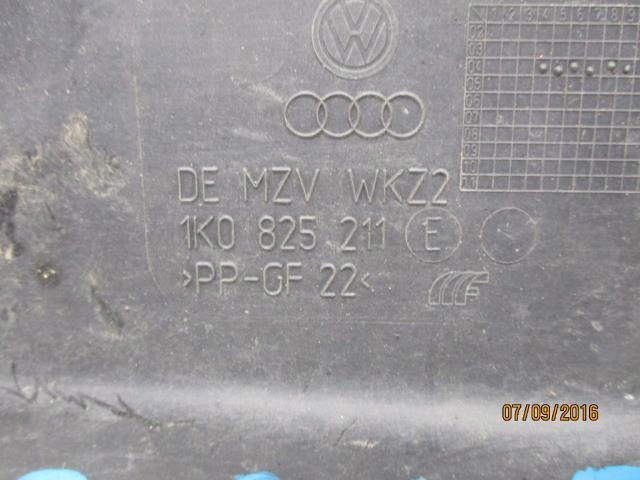 DE MZV WKZ2
1K0 825 211 E
>PP-GF 22<
07/09/2016